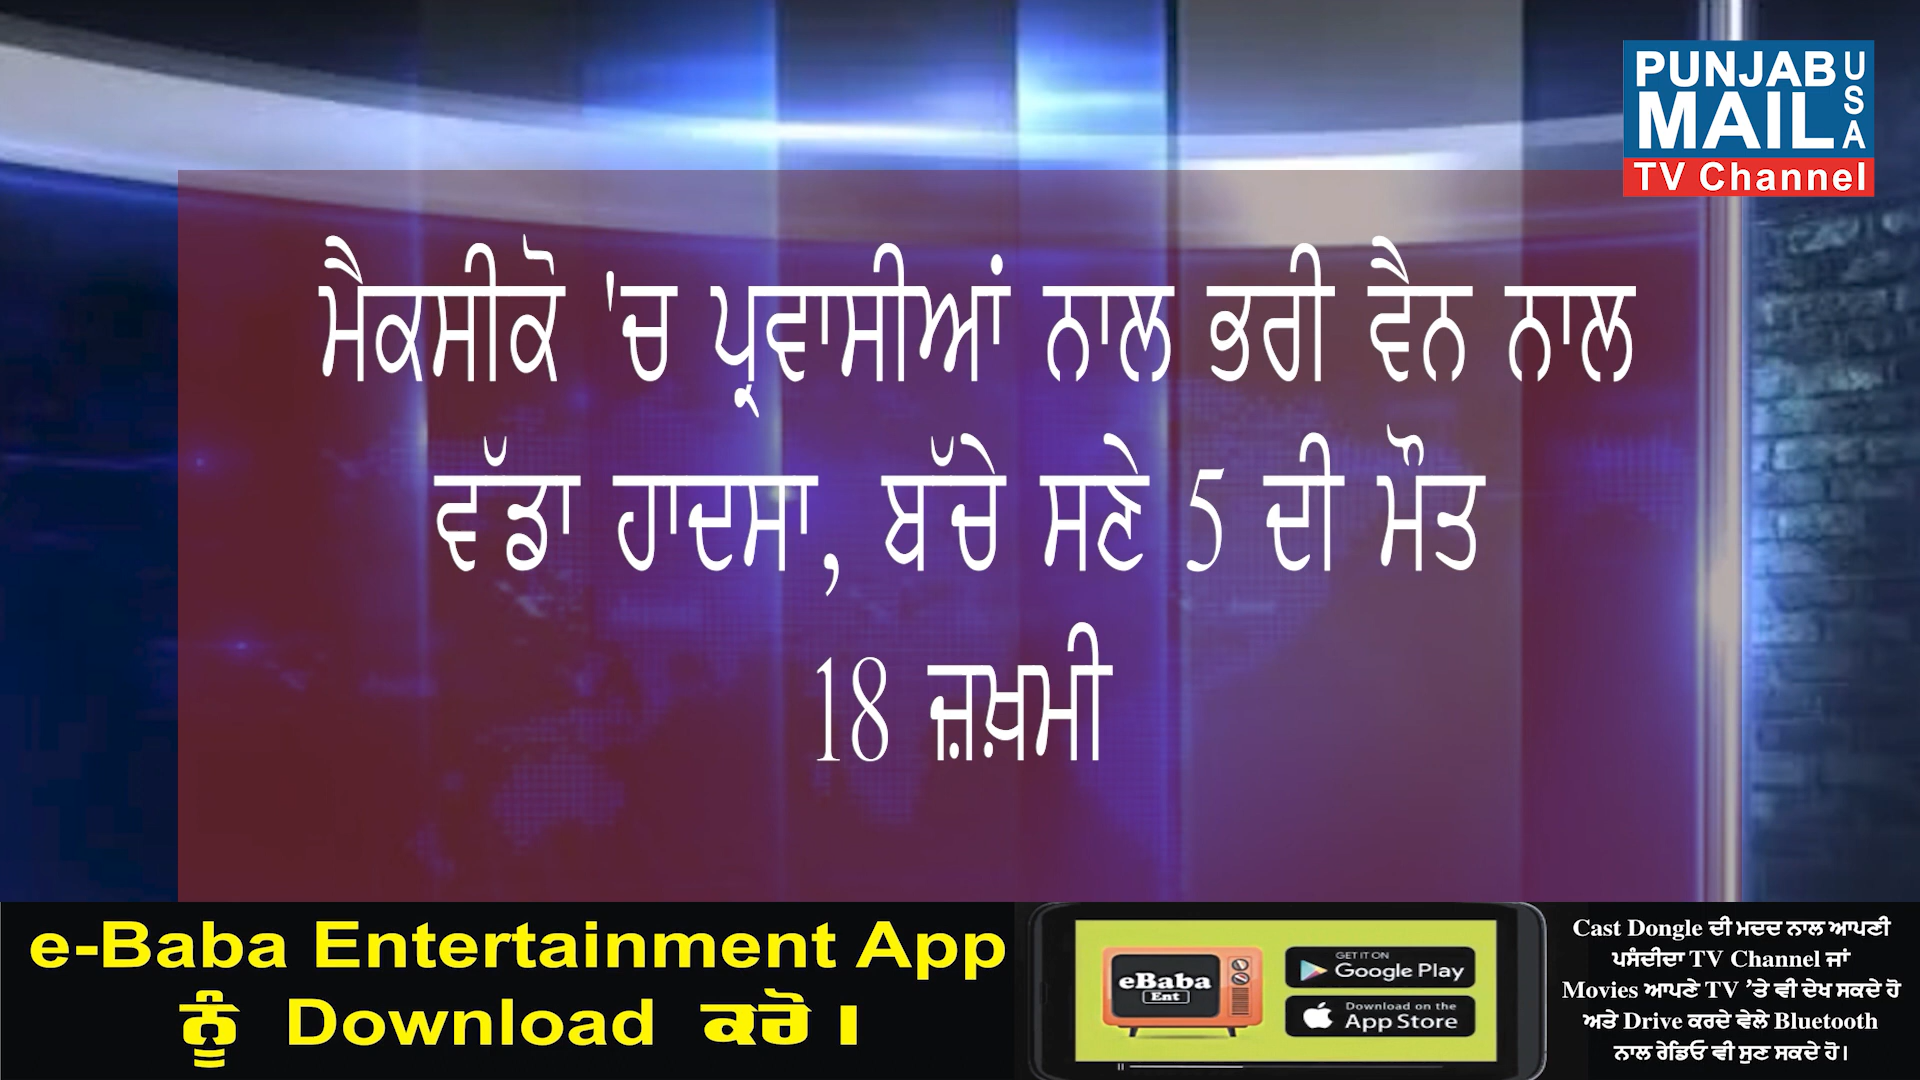 PUNJAB USA
MAIL
TV Channel
ਮੈਕਸੀਕੋ 'ਚ ਪ੍ਰਵਾਸੀਆਂ ਨਾਲ ਭਰੀ ਵੈਨ ਨਾਲ
ਵੱਡਾ ਹਾਦਸਾ, ਬੱਚੇ ਸਣੇ 5 ਦੀ ਮੌਤ
18 ਜ਼ਖ਼ਮੀ
e-Baba Entertainment App
ਨੂੰ Download ਕਰੋ ।
eBaba
Ent
GET IT ON
Google Play
Download on the
App Store
Cast Dongle ਦੀ ਮਦਦ ਨਾਲ ਆਪਣੀ
ਪਸੰਦੀਦਾ TV Channel ਜਾਂ
Movies ਆਪਣੇ TV ’ਤੇ ਵੀ ਦੇਖ ਸਕਦੇ ਹੋ
ਅਤੇ Drive ਕਰਦੇ ਵੇਲੇ Bluetooth
ਨਾਲ ਰੇਡਿਓ ਵੀ ਸੁਣ ਸਕਦੇ ਹੋ।